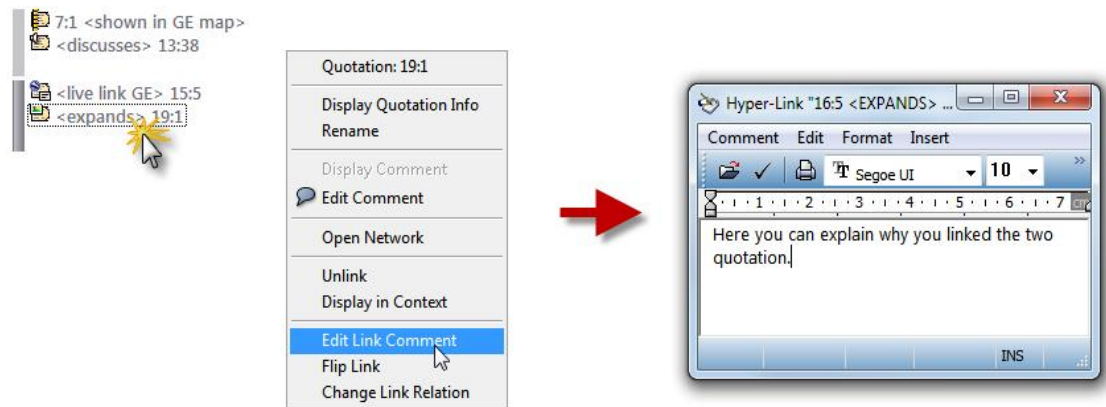 7:1 <shown in GE map>
<discusses> 13:38
<live link GE> 15:5
<expands> 19:1
Quotation: 19:1
Display Quotation Info
Rename
Display Comment
Edit Comment
Open Network
Unlink
Display in Context
Edit Link Comment
Flip Link
Change Link Relation
Hyper-Link "16:5 <EXPANDS> ...
Comment Edit Format Insert
Segoe UI 10
1 2 3 4 5 6 7 cm
Here you can explain why you linked the two
quotation.
INS